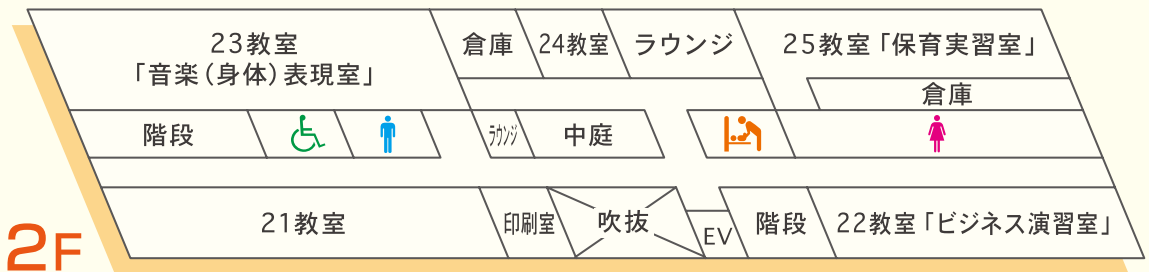 23教室
「音楽(身体)表現室」
倉庫
24教室
ラウンジ
25教室「保育実習室」
倉庫
階段
ラウンジ
中庭
21教室
印刷室
吹抜
EV
階段
22教室「ビジネス演習室」
2F